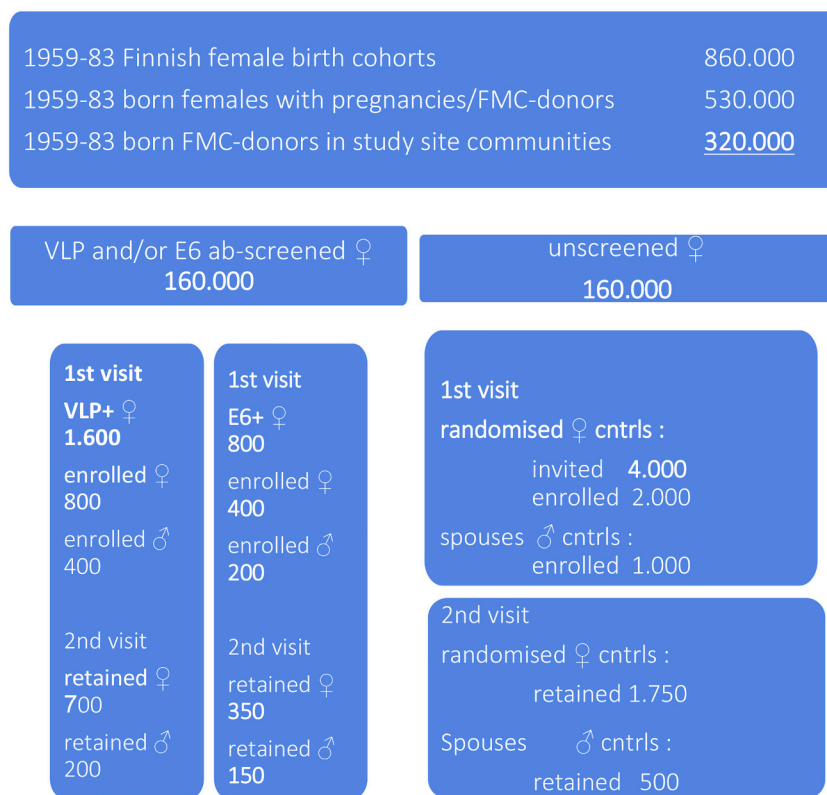 1959-83 Finnish female birth cohorts 860.000
1959-83 born females with pregnancies/FMC-donors 530.000
1959-83 born FMC-donors in study site communities 320.000
VLP and/or E6 ab-screened ♀
160.000
unscreened ♀
160.000
1st visit
VLP+ ♀
1.600
enrolled ♀
800
enrolled ♂
400
2nd visit
retained ♀
700
retained ♂
200
1st visit
E6+ ♀
800
enrolled ♀
400
enrolled ♂
200
2nd visit
retained ♀
350
retained ♂
150
1st visit
randomised ♀ cntrls :
invited 4.000
enrolled 2.000
spouses ♂ cntrls :
enrolled 1.000
2nd visit
randomised ♀ cntrls :
retained 1.750
Spouses ♂ cntrls :
retained 500